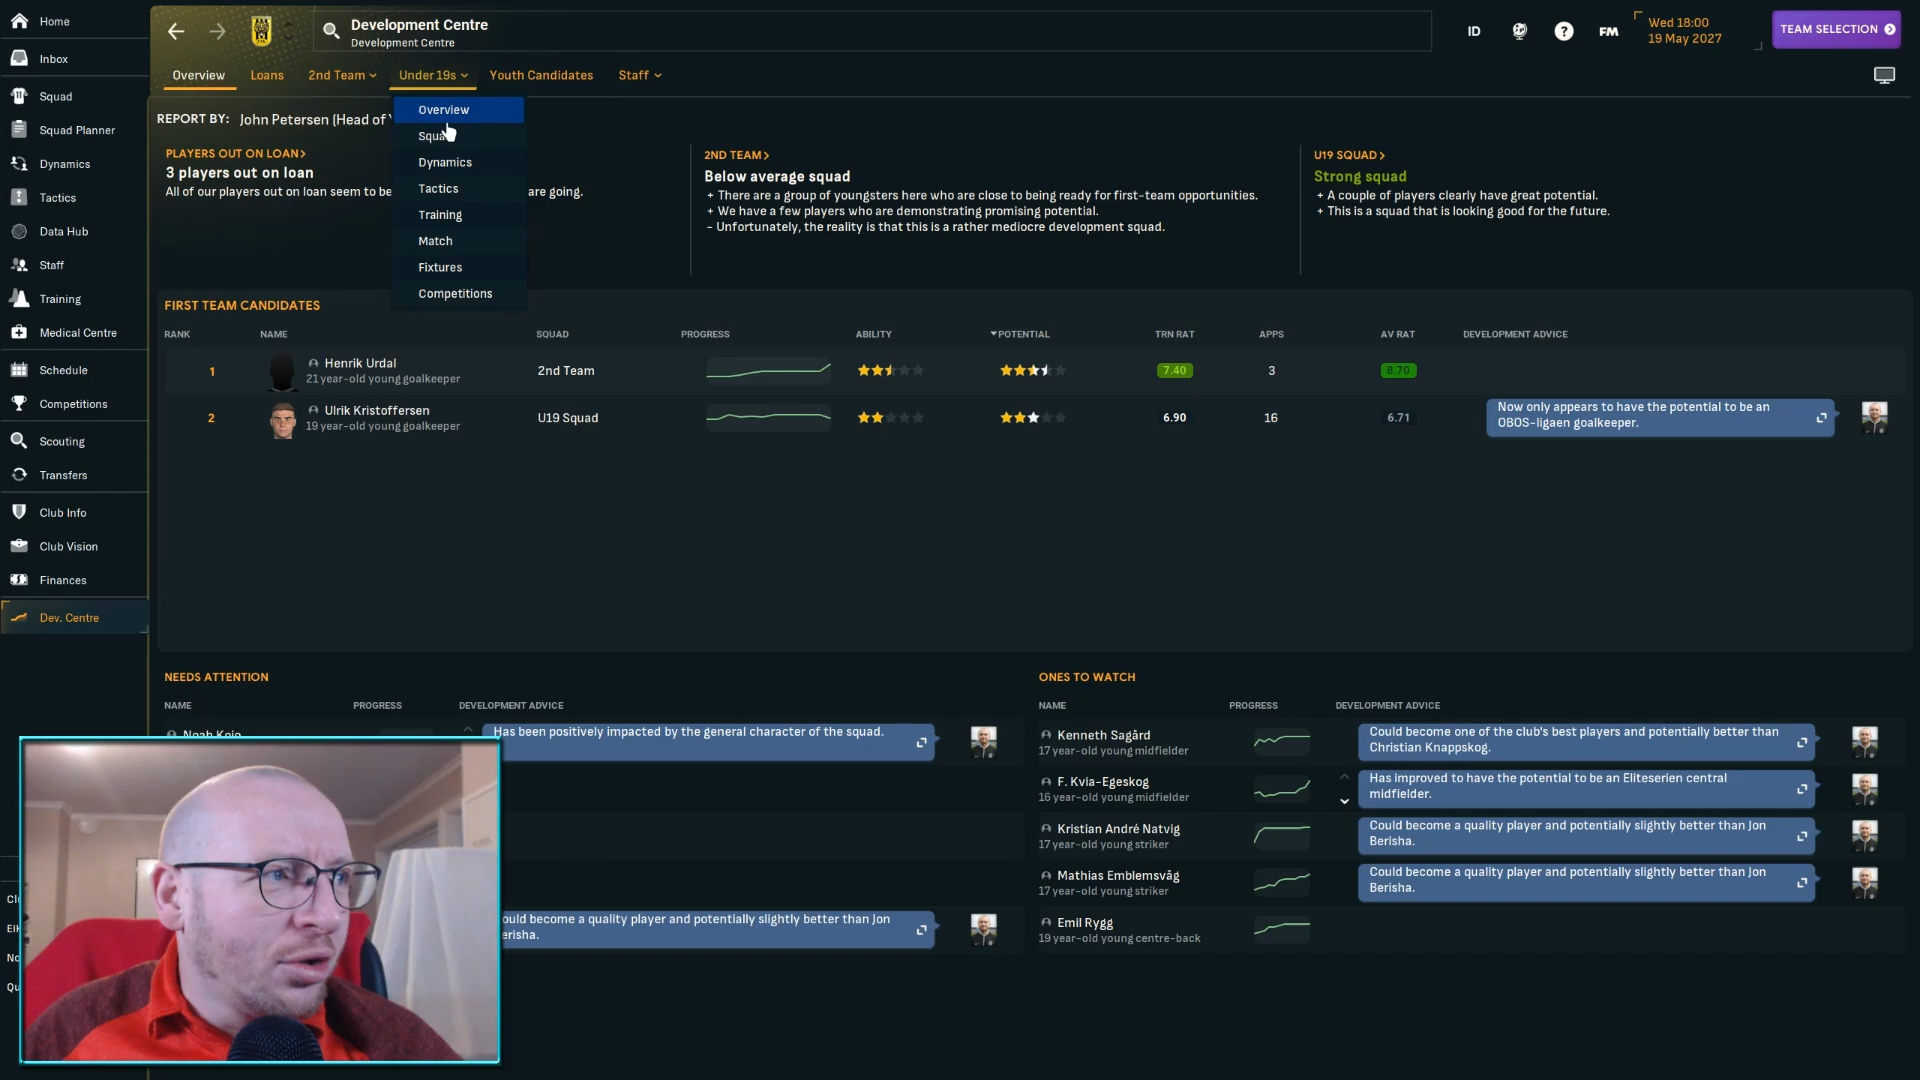 Home
Inbox
Squad
Squad Planner
Dynamics
Tactics
Data Hub
Staff
Training
Medical Centre
Schedule
Competitions
Scouting
Transfers
Club Info
Club Vision
Finances
Dev. Centre
Development Centre
Development Centre
ID
FM
Wed 18:00
19 May 2027
TEAM SELECTION
Overview Loans 2nd Team Under 19s Youth Candidates Staff
Overview
Dynamics
Tactics
Training
Match
Fixtures
Competitions
REPORT BY: John Petersen (Head of
PLAYERS OUT ON LOAN>
3 players out on loan
All of our players out on loan seem to be are going.
2ND TEAM>
Below average squad
+ There are a group of youngsters here who are close to being ready for first-team opportunities.
+ We have a few players who are demonstrating promising potential.
- Unfortunately, the reality is that this is a rather mediocre development squad.
U19 SQUAD>
Strong squad
+ A couple of players clearly have great potential.
+ This is a squad that is looking good for the future.
FIRST TEAM CANDIDATES
RANK NAME SQUAD PROGRESS ABILITY POTENTIAL TRN RAT APPS AV RAT DEVELOPMENT ADVICE
1 Henrik Urdal 2nd Team 7.40 3 8.70
21 year-old young goalkeeper
2 Ulrik Kristoffersen U19 Squad 6.90 16 6.71
19 year-old young goalkeeper
Now only appears to have the potential to be an
OBOS-ligaen goalkeeper.
NEEDS ATTENTION
NAME PROGRESS DEVELOPMENT ADVICE
Has been positively impacted by the general character of the squad.
ould become a quality player and potentially slightly better than Jon
erisha.
ONES TO WATCH
NAME PROGRESS DEVELOPMENT ADVICE
Kenneth Sagård
17 year-old young midfielder
Could become one of the club's best players and potentially better than
Christian Knappskog.
F. Kvia-Egeskog
16 year-old young midfielder
Has improved to have the potential to be an Eliteserien central
midfielder.
Kristian André Natvig
17 year-old young striker
Could become a quality player and potentially slightly better than Jon
Berisha.
Mathias Emblemsvåg
17 year-old young striker
Could become a quality player and potentially slightly better than Jon
Berisha.
Emil Rygg
19 year-old young centre-back